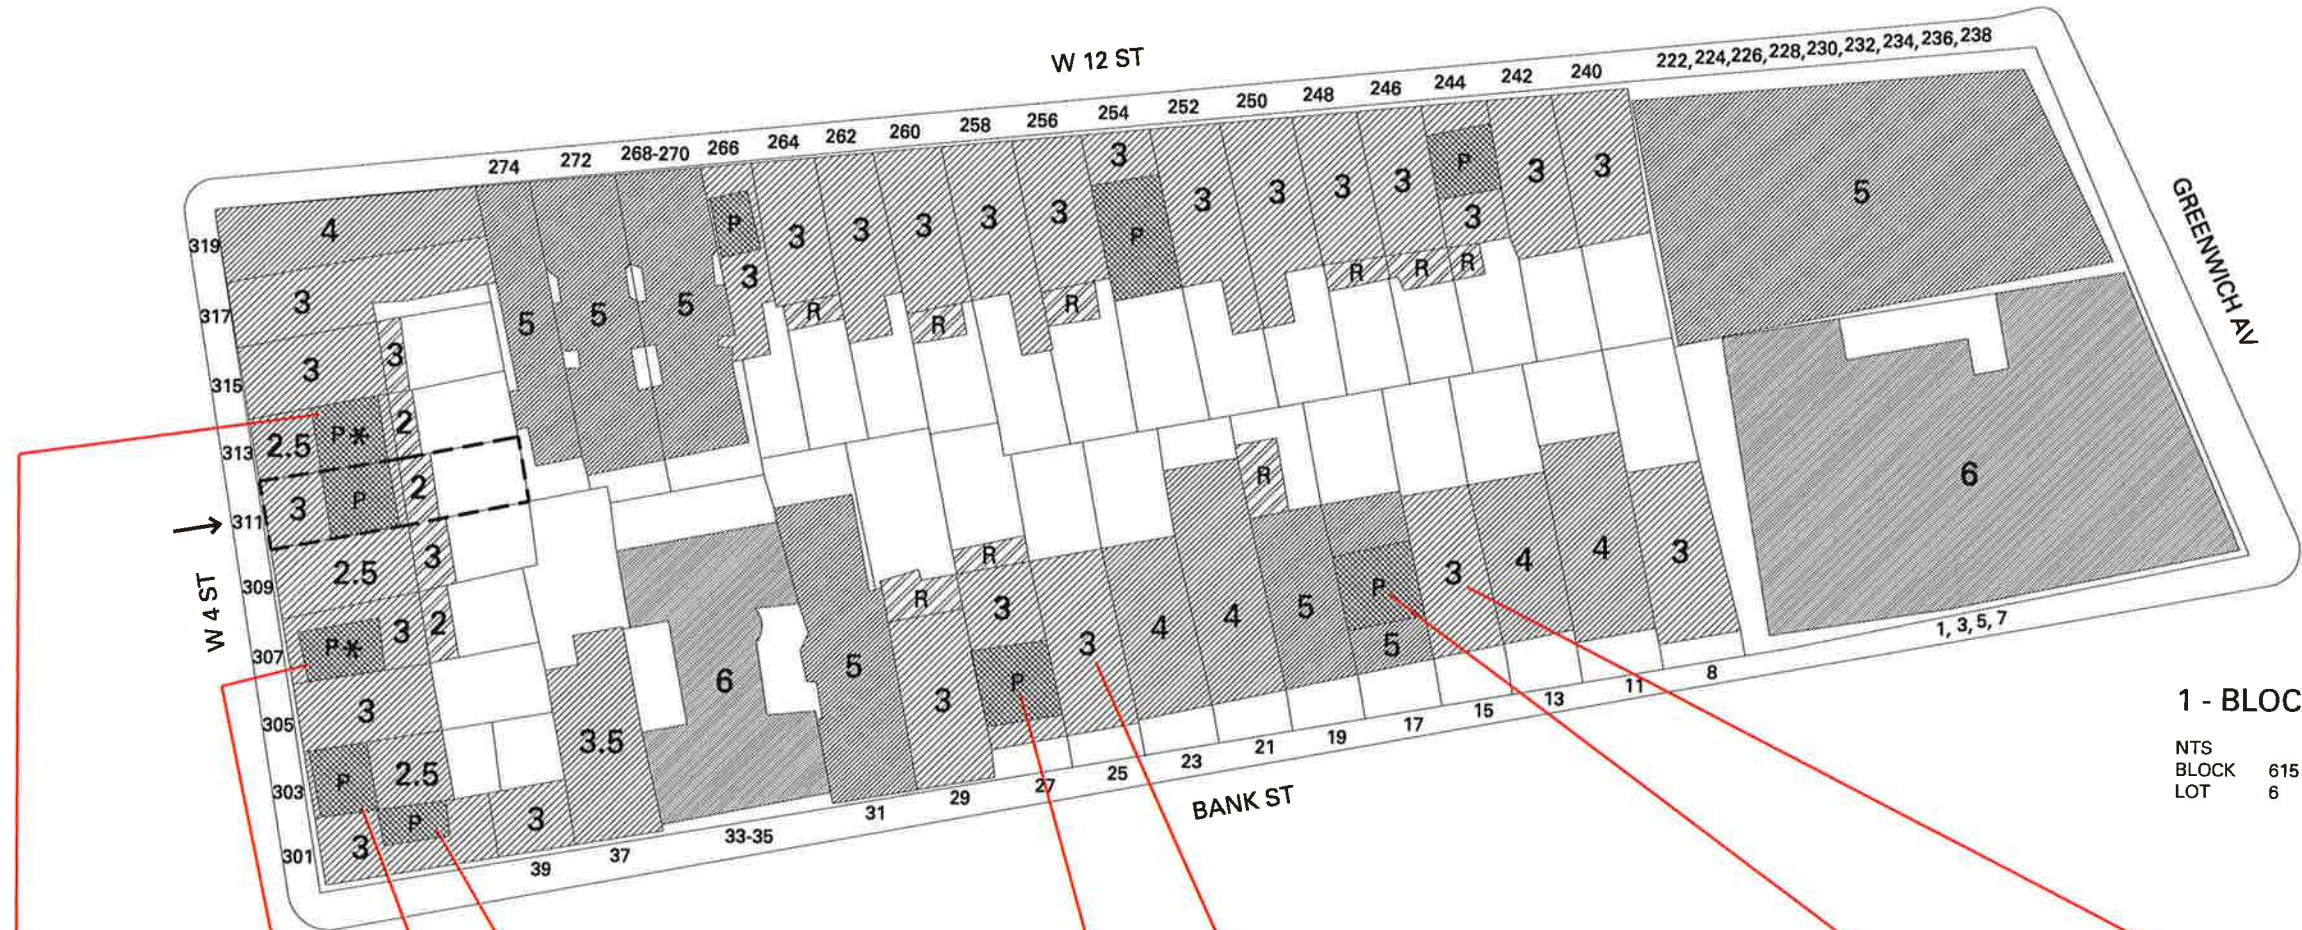 W 12 ST
222, 224, 226, 228, 230, 232, 234, 236, 238
274 272 268-270 266 264 262 260 258 256 254 252 250 248 246 244 242 240
GREENWICH AV
4 5 5 5 P 3 3 3 3 3 3 3 P 3 3 3 3 P 3 3 3 5
R R R R R R
319
317 3
315 3 3
313 2.5 P* 2
311 3 P 2
309 2.5 3
307 P* 3 2
305 3
303 P 2.5
301 3 P 3
W 4 ST
3.5 6 5 R 3 R 3 P 3 4 4 R 5 P 5 3 4 4 3 6
39 37 33-35 31 29 27 25 23 21 19 17 15 13 11 8 1, 3, 5, 7
BANK ST
1 - BLOC
NTS
BLOCK 615
LOT 6